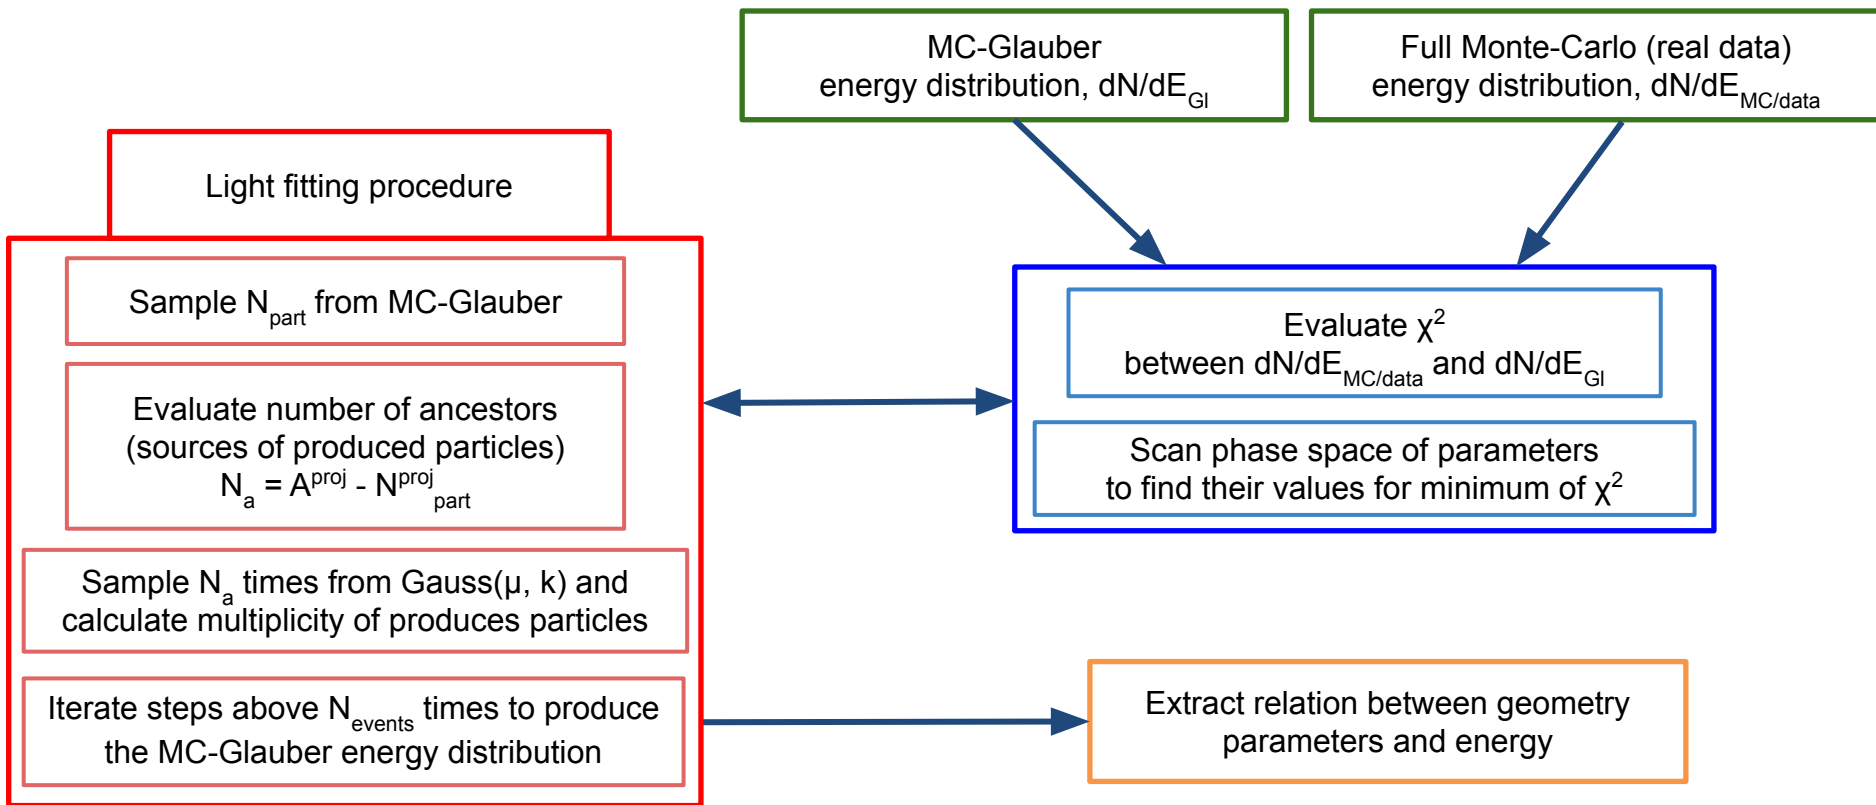 MC-Glauber
energy distribution, dN/dE_Gl
Full Monte-Carlo (real data)
energy distribution, dN/dE_MC/data
Light fitting procedure
Sample N_part from MC-Glauber
Evaluate number of ancestors
(sources of produced particles)
N_a = A^proj - N^proj_part
Sample N_a times from Gauss(μ, k) and
calculate multiplicity of produces particles
Iterate steps above N_events times to produce
the MC-Glauber energy distribution
Evaluate χ²
between dN/dE_MC/data and dN/dE_Gl
Scan phase space of parameters
to find their values for minimum of χ²
Extract relation between geometry
parameters and energy